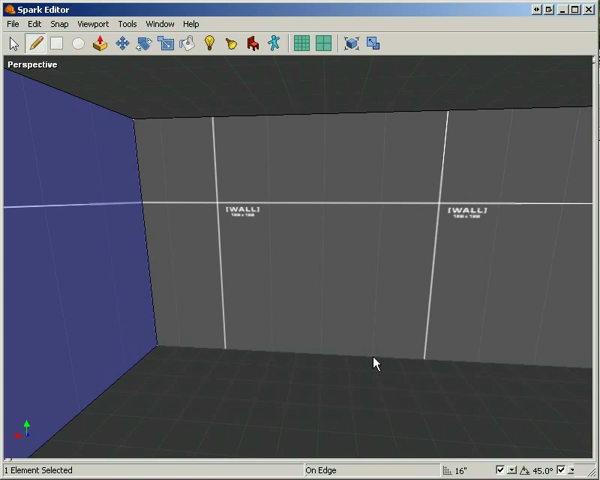 Spark Editor
File Edit Snap Viewport Tools Window Help
Perspective
[WALL] [WALL]
1 Element Selected On Edge 16" 45.0°